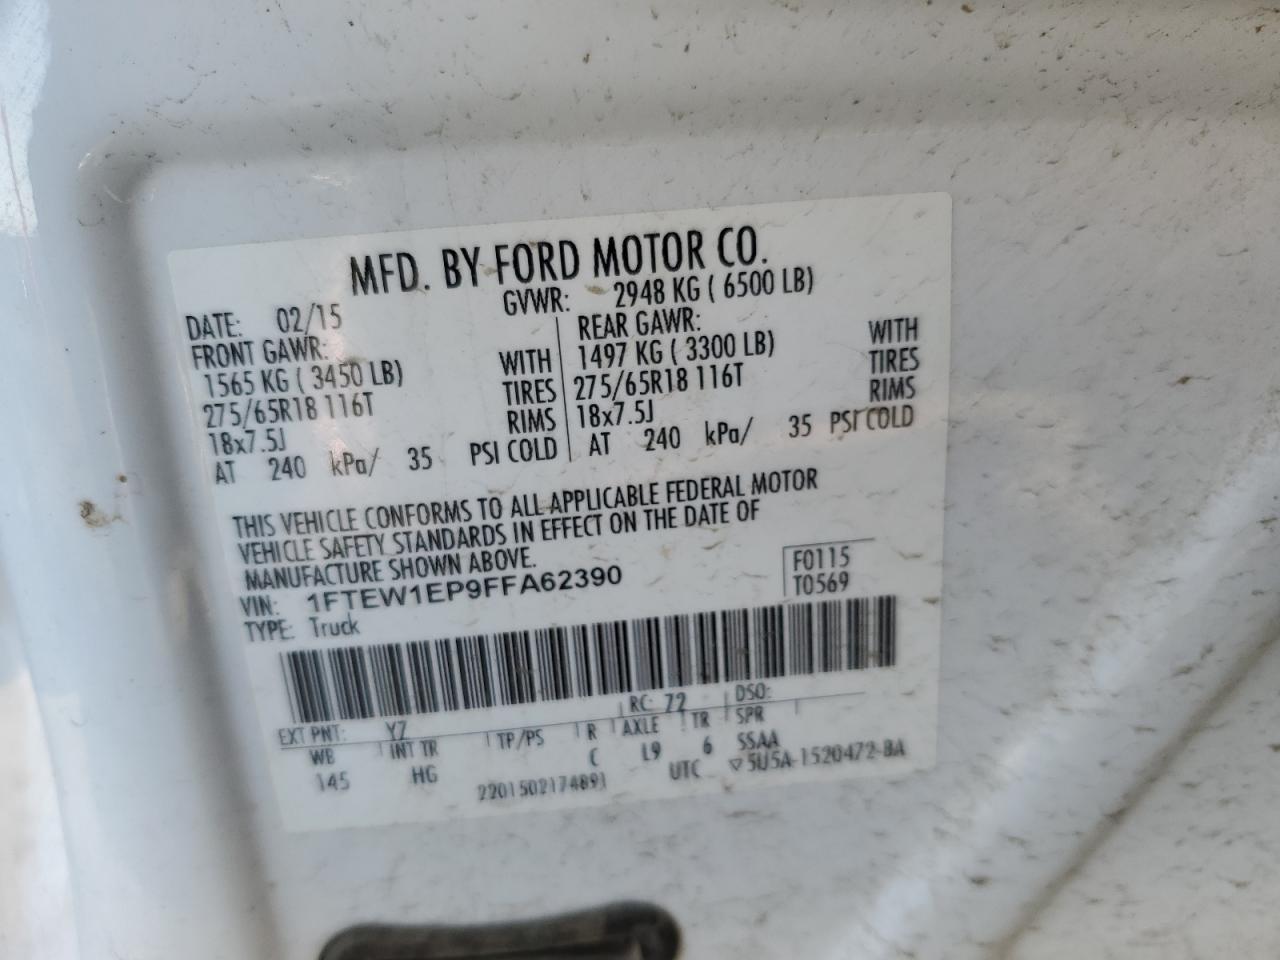 MFD. BY FORD MOTOR CO.
DATE: 02/15 GVWR: 2948 KG ( 6500 LB)
FRONT GAWR: REAR GAWR:
1565 KG ( 3450 LB) WITH 1497 KG ( 3300 LB) WITH
275/65R18 116T TIRES 275/65R18 116T TIRES
18x7.5J RIMS 18x7.5J RIMS
AT 240 kPa/ 35 PSI COLD AT 240 kPa/ 35 PSI COLD
THIS VEHICLE CONFORMS TO ALL APPLICABLE FEDERAL MOTOR
VEHICLE SAFETY STANDARDS IN EFFECT ON THE DATE OF
MANUFACTURE SHOWN ABOVE.
VIN: 1FTEW1EP9FFA62390 F0115
TYPE: Truck T0569
EXT PNT: YZ RC: 72 DSO:
WB INT TR TP/PS R AXLE TR SPR
145 HG C L9 6 SSAA
2201502174891 UTC ▽5U5A-1520472-BA